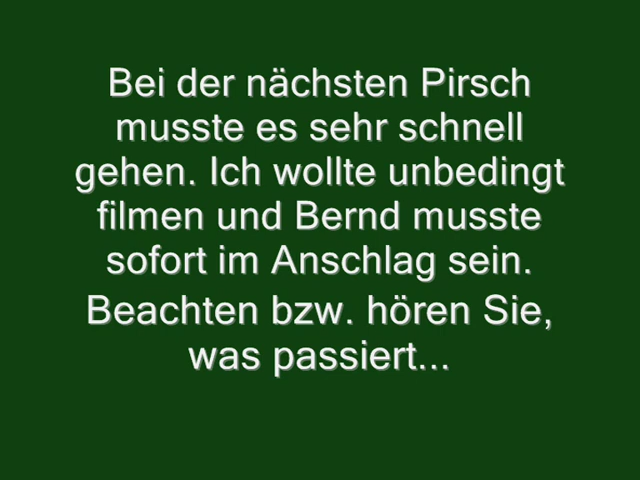 Bei der nächsten Pirsch
musste es sehr schnell
gehen. Ich wollte unbedingt
filmen und Bernd musste
sofort im Anschlag sein.
Beachten bzw. hören Sie,
was passiert...